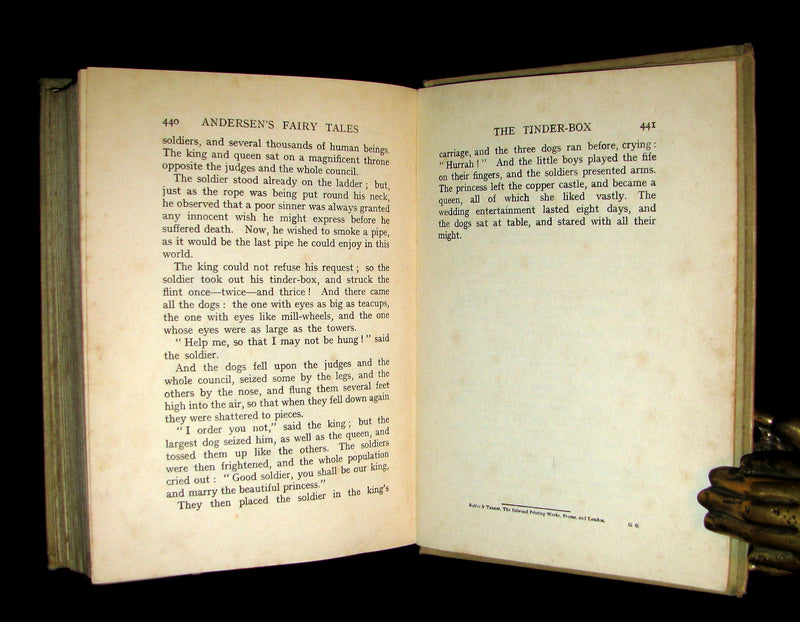 440 ANDERSEN'S FAIRY TALES
soldiers, and several thousands of human beings.
The king and queen sat on a magnificent throne
opposite the judges and the whole council.
The soldier stood already on the ladder; but,
just as the rope was being put round his neck,
he observed that a poor sinner was always granted
any innocent wish he might express before he
suffered death. Now, he wished to smoke a pipe,
as it would be the last pipe he could enjoy in this
world.
The king could not refuse his request; so the
soldier took out his tinder-box, and struck the
flint once—twice—and thrice! And there came
all the dogs: the one with eyes as big as teacups,
the one with eyes like mill-wheels, and the one
whose eyes were as large as the towers.
"Help me, so that I may not be hung!" said
the soldier.
And the dogs fell upon the judges and the
whole council, seized some by the legs, and the
others by the nose, and flung them several feet
high into the air, so that when they fell down again
they were shattered to pieces.
"I order you not," said the king; but the
largest dog seized him, as well as the queen, and
tossed them up like the others. The soldiers
were then frightened, and the whole population
cried out: "Good soldier, you shall be our king,
and marry the beautiful princess."
They then placed the soldier in the king's
THE TINDER-BOX 441
carriage, and the three dogs ran before, crying:
"Hurrah!" And the little boys played the fife
on their fingers, and the soldiers presented arms.
The princess left the copper castle, and became a
queen, all of which she liked vastly. The
wedding entertainment lasted eight days, and
the dogs sat at table, and stared with all their
might.
Butler & Tanner, The Selwood Printing Works, Frome, and London.
G G